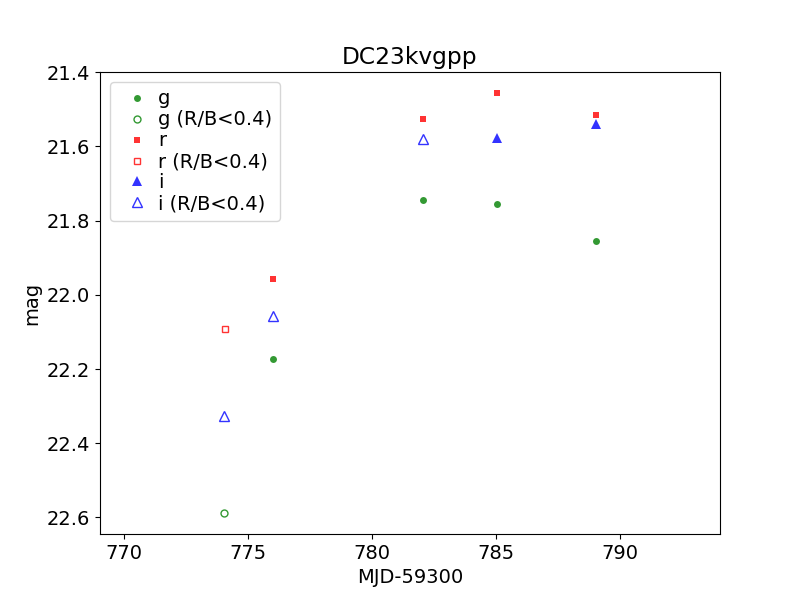 DC23kvgpp
g
g (R/B<0.4)
r
r (R/B<0.4)
i
i (R/B<0.4)
21.4
21.6
21.8
22.0
22.2
22.4
22.6
mag
770
775
780
785
790
MJD-59300